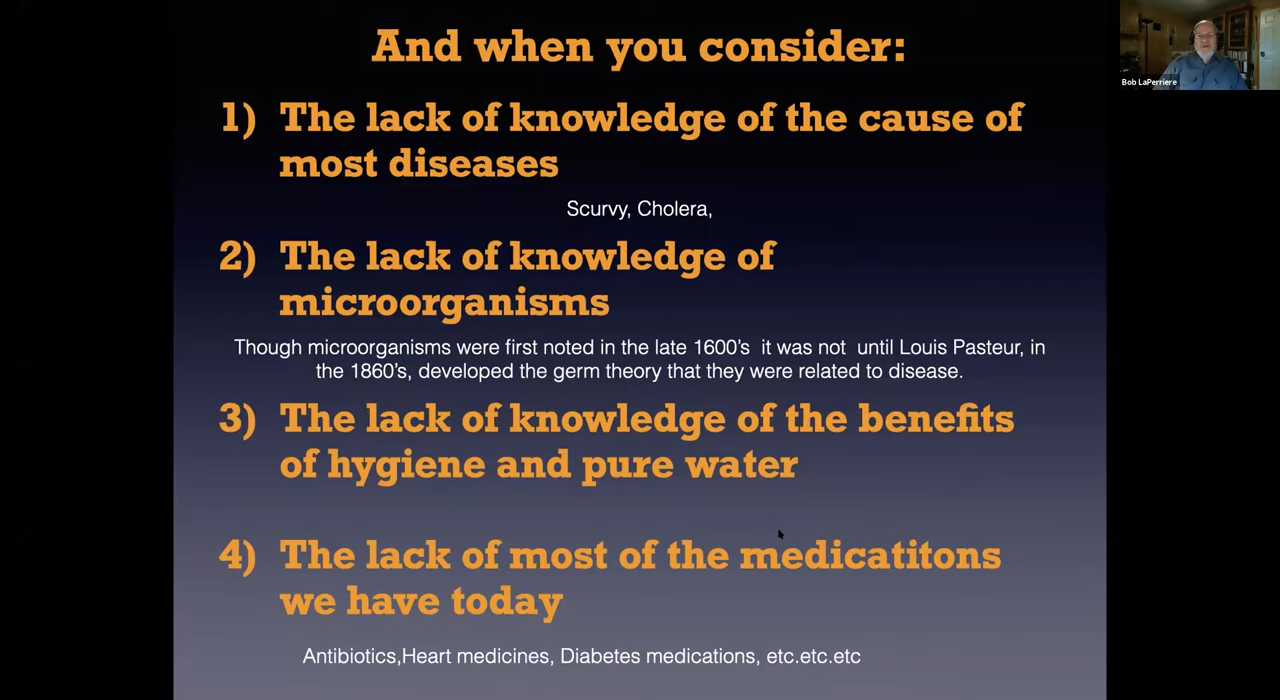 And when you consider:
Bob LaPerriere
1) The lack of knowledge of the cause of
most diseases
Scurvy, Cholera,
2) The lack of knowledge of
microorganisms
Though microorganisms were first noted in the late 1600's it was not until Louis Pasteur, in
the 1860's, developed the germ theory that they were related to disease.
3) The lack of knowledge of the benefits
of hygiene and pure water
4) The lack of most of the medicatitons
we have today
Antibiotics,Heart medicines, Diabetes medications, etc.etc.etc